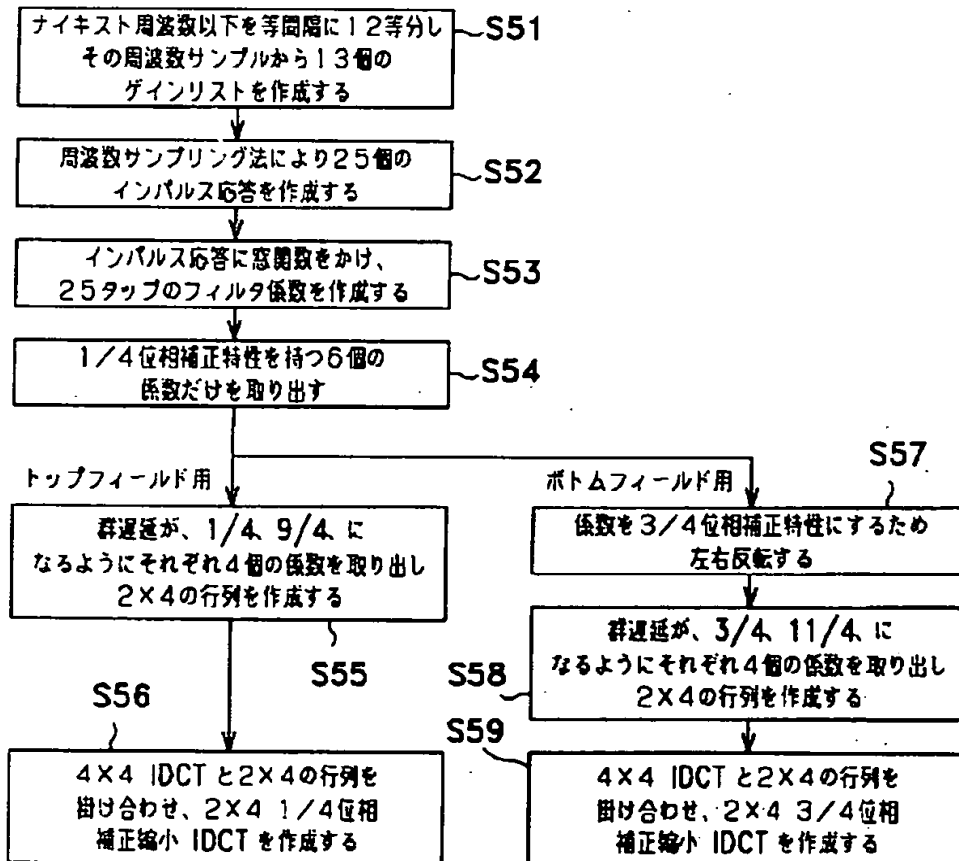 ナイキスト周波数以下を等間隔に12等分し
その周波数サンプルから13個の
ゲインリストを作成する
S51
周波数サンプリング法により25個の
インパルス応答を作成する
S52
インパルス応答に窓関数をかけ、
25タップのフィルタ係数を作成する
S53
1/4位相補正特性を持つ6個の
係数だけを取り出す
S54
トップフィールド用
群遅延が、1/4、9/4、に
なるようにそれぞれ4個の係数を取り出し
2×4の行列を作成する
S55
S56
4×4 IDCTと2×4の行列を
掛け合わせ、2×4 1/4位相
補正縮小 IDCTを作成する
ボトムフィールド用
S57
係数を3/4位相補正特性にするため
左右反転する
群遅延が、3/4、11/4、に
なるようにそれぞれ4個の係数を取り出し
2×4の行列を作成する
S58
S59
4×4 IDCTと2×4の行列を
掛け合わせ、2×4 3/4位相
補正縮小 IDCTを作成する